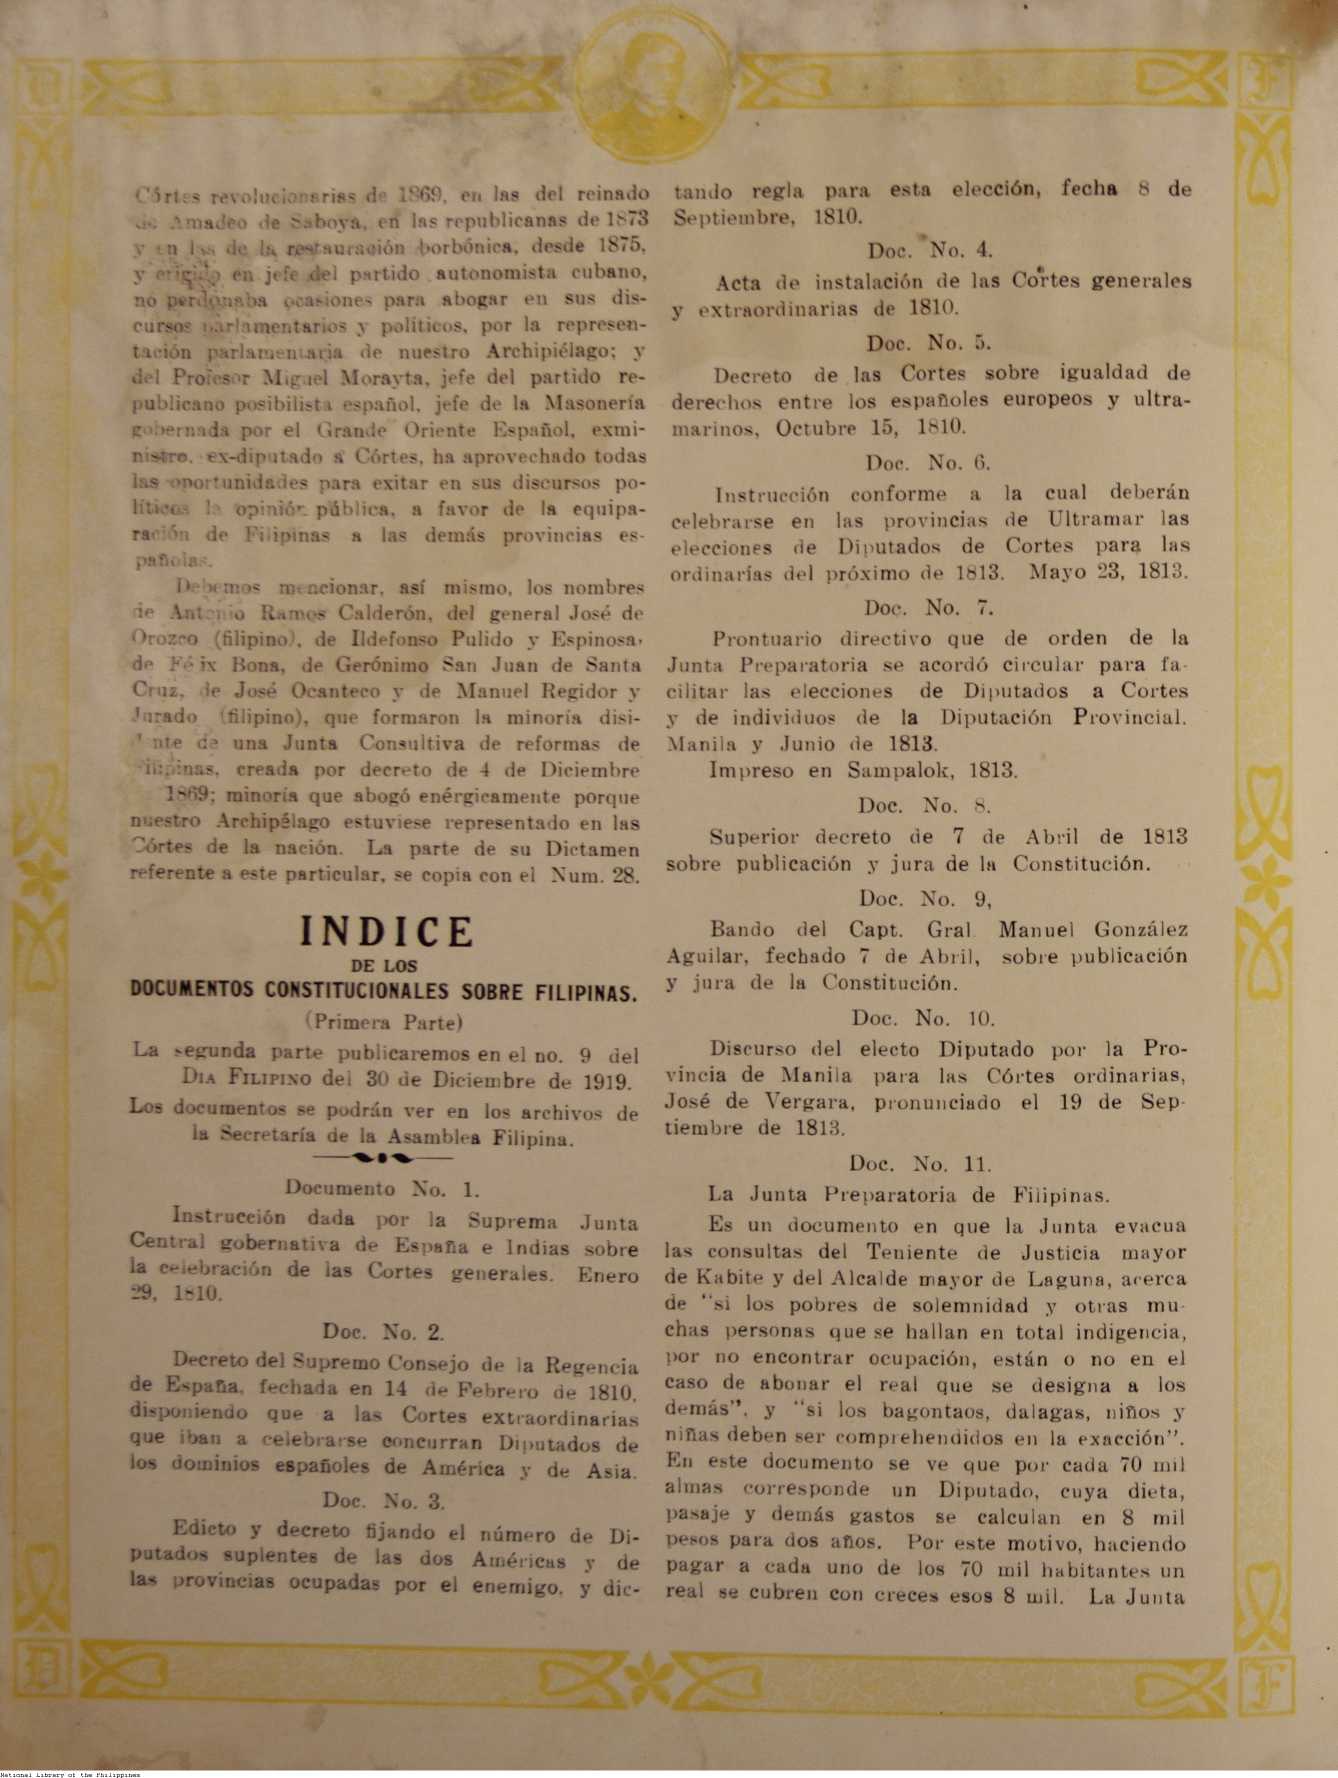 Córtes revolucionarias de 1869, en las del reinado
de Amadeo de Saboya, en las republicanas de 1873
y en las de la restauración borbónica, desde 1875,
y erigido en jefe del partido autonomista cubano,
no perdonaba ocasiones para abogar en sus dis-
cursos parlamentarios y políticos, por la represen-
tación parlamentaria de nuestro Archipiélago; y
del Profesor Miguel Morayta, jefe del partido re-
publicano posibilista español, jefe de la Masonería
gobernada por el Grande Oriente Español, exmi-
nistro, ex-diputado a Córtes, ha aprovechado todas
las oportunidades para exitar en sus discursos po-
líticos la opinión pública, a favor de la equipa-
ración de Filipinas a las demás provincias es-
pañolas.
Debemos mencionar, así mismo, los nombres
de Antonio Ramos Calderón, del general José de
Orozco (filipino), de Ildefonso Pulido y Espinosa,
de Félix Bona, de Gerónimo San Juan de Santa
Cruz, de José Ocanteco y de Manuel Regidor y
Jurado (filipino), que formaron la minoría disi-
dente de una Junta Consultiva de reformas de
Filipinas, creada por decreto de 4 de Diciembre
1869; minoría que abogó enérgicamente porque
nuestro Archipélago estuviese representado en las
Córtes de la nación. La parte de su Dictamen
referente a este particular, se copia con el Num. 28.
INDICE
DE LOS
DOCUMENTOS CONSTITUCIONALES SOBRE FILIPINAS.
(Primera Parte)
La segunda parte publicaremos en el no. 9 del
DIA FILIPINO del 30 de Diciembre de 1919.
Los documentos se podrán ver en los archivos de
la Secretaría de la Asamblea Filipina.
Documento No. 1.
Instrucción dada por la Suprema Junta
Central gobernativa de España e Indias sobre
la celebración de las Cortes generales. Enero
29, 1810.
Doc. No. 2.
Decreto del Supremo Consejo de la Regencia
de España, fechada en 14 de Febrero de 1810,
disponiendo que a las Cortes extraordinarias
que iban a celebrarse concurran Diputados de
los dominios españoles de América y de Asia.
Doc. No. 3.
Edicto y decreto fijando el número de Di-
putados suplentes de las dos Américas y de
las provincias ocupadas por el enemigo, y dic-
tando regla para esta elección, fecha 8 de
Septiembre, 1810.
Doc. No. 4.
Acta de instalación de las Cortes generales
y extraordinarias de 1810.
Doc. No. 5.
Decreto de las Cortes sobre igualdad de
derechos entre los españoles europeos y ultra-
marinos, Octubre 15, 1810.
Doc. No. 6.
Instrucción conforme a la cual deberán
celebrarse en las provincias de Ultramar las
elecciones de Diputados de Cortes para las
ordinarías del próximo de 1813. Mayo 23, 1813.
Doc. No. 7.
Prontuario directivo que de orden de la
Junta Preparatoria se acordó circular para fa-
cilitar las elecciones de Diputados a Cortes
y de individuos de la Diputación Provincial.
Manila y Junio de 1813.
Impreso en Sampalok, 1813.
Doc. No. 8.
Superior decreto de 7 de Abril de 1813
sobre publicación y jura de la Constitución.
Doc. No. 9,
Bando del Capt. Gral. Manuel González
Aguilar, fechado 7 de Abril, sobre publicación
y jura de la Constitución.
Doc. No. 10.
Discurso del electo Diputado por la Pro-
vincia de Manila para las Córtes ordinarias,
José de Vergara, pronunciado el 19 de Sep-
tiembre de 1813.
Doc. No. 11.
La Junta Preparatoria de Filipinas.
Es un documento en que la Junta evacua
las consultas del Teniente de Justicia mayor
de Kabite y del Alcalde mayor de Laguna, acerca
de "si los pobres de solemnidad y otras mu-
chas personas que se hallan en total indigencia,
por no encontrar ocupación, están o no en el
caso de abonar el real que se designa a los
demás", y "si los bagontaos, dalagas, niños y
niñas deben ser comprehendidos en la exacción".
En este documento se ve que por cada 70 mil
almas corresponde un Diputado, cuya dieta,
pasaje y demás gastos se calculan en 8 mil
pesos para dos años. Por este motivo, haciendo
pagar a cada uno de los 70 mil habitantes un
real se cubren con creces esos 8 mil. La Junta
D
F
D
F
National Library of the Philippines